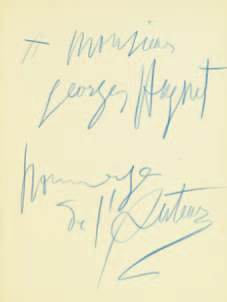 A Monsieur
Georges Hugnet
hommage
de l'Auteur